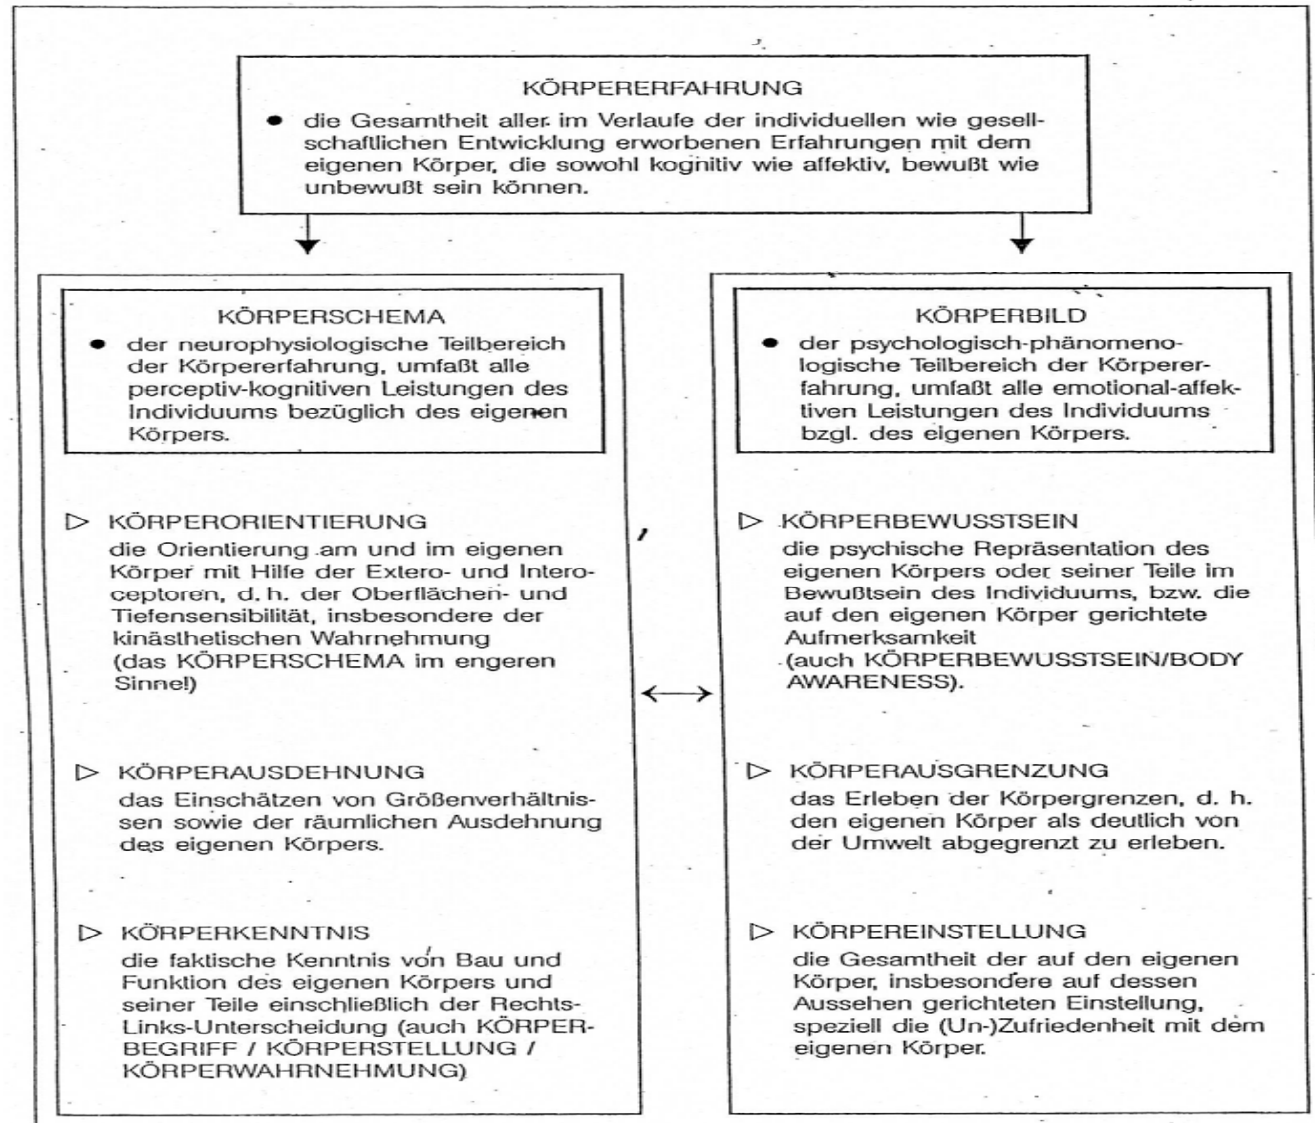 KÖRPERERFAHRUNG
● die Gesamtheit aller im Verlaufe der individuellen wie gesell-
schaftlichen Entwicklung erworbenen Erfahrungen mit dem
eigenen Körper, die sowohl kognitiv wie affektiv, bewußt wie
unbewußt sein können.
KÖRPERSCHEMA
● der neurophysiologische Teilbereich
der Körpererfahrung, umfaßt alle
perceptiv-kognitiven Leistungen des
Individuums bezüglich des eigenen
Körpers.
▷ KÖRPERORIENTIERUNG
die Orientierung am und im eigenen
Körper mit Hilfe der Extero- und Intero-
ceptoren, d. h. der Oberflächen- und
Tiefensensibilität, insbesondere der
kinästhetischen Wahrnehmung
(das KÖRPERSCHEMA im engeren
Sinne!)
▷ KÖRPERAUSDEHNUNG
das Einschätzen von Größenverhältnis-
sen sowie der räumlichen Ausdehnung
des eigenen Körpers.
▷ KÖRPERKENNTNIS
die faktische Kenntnis von Bau und
Funktion des eigenen Körpers und
seiner Teile einschließlich der Rechts-
Links-Unterscheidung (auch KÖRPER-
BEGRIFF / KÖRPERSTELLUNG /
KÖRPERWAHRNEHMUNG)
KÖRPERBILD
● der psychologisch-phänomeno-
logische Teilbereich der Körperer-
fahrung, umfaßt alle emotional-affek-
tiven Leistungen des Individuums
bzgl. des eigenen Körpers.
▷ KÖRPERBEWUSSTSEIN
die psychische Repräsentation des
eigenen Körpers oder seiner Teile im
Bewußtsein des Individuums, bzw. die
auf den eigenen Körper gerichtete
Aufmerksamkeit
(auch KÖRPERBEWUSSTSEIN/BODY
AWARENESS).
▷ KÖRPERAUSGRENZUNG
das Erleben der Körpergrenzen, d. h.
den eigenen Körper als deutlich von
der Umwelt abgegrenzt zu erleben.
▷ KÖRPEREINSTELLUNG
die Gesamtheit der auf den eigenen
Körper, insbesondere auf dessen
Aussehen gerichteten Einstellung,
speziell die (Un-)Zufriedenheit mit dem
eigenen Körper.